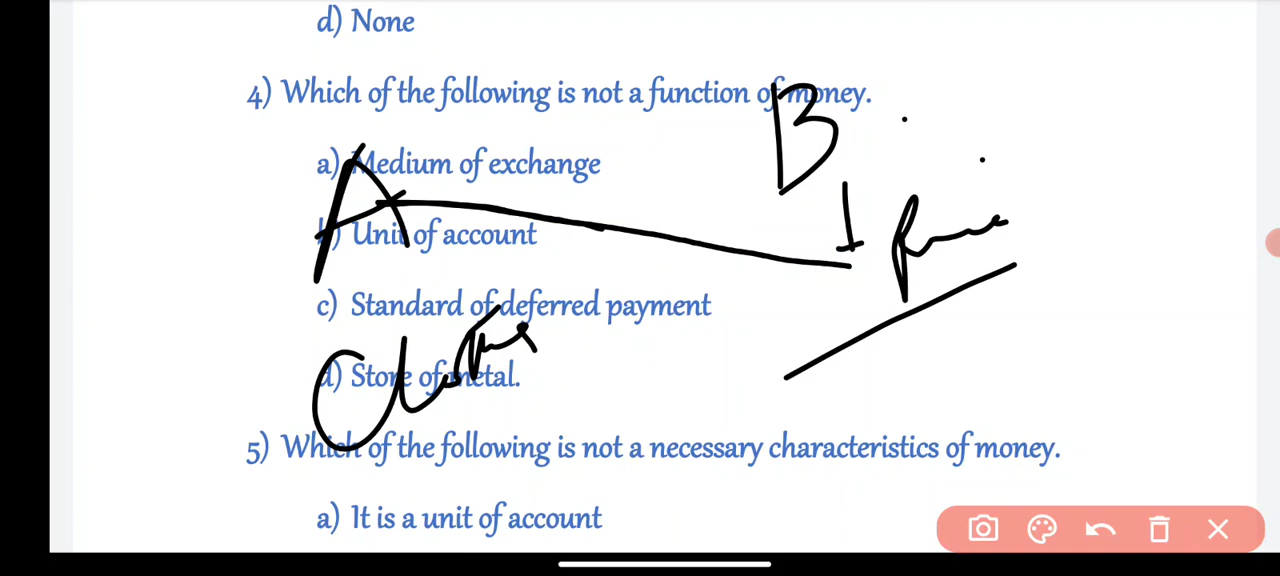 d) None
4) Which of the following is not a function of money.
B
a) Medium of exchange
A
b) Unit of account
1
c) Standard of deferred payment
d) Store of metal.
5) Which of the following is not a necessary characteristics of money.
a) It is a unit of account